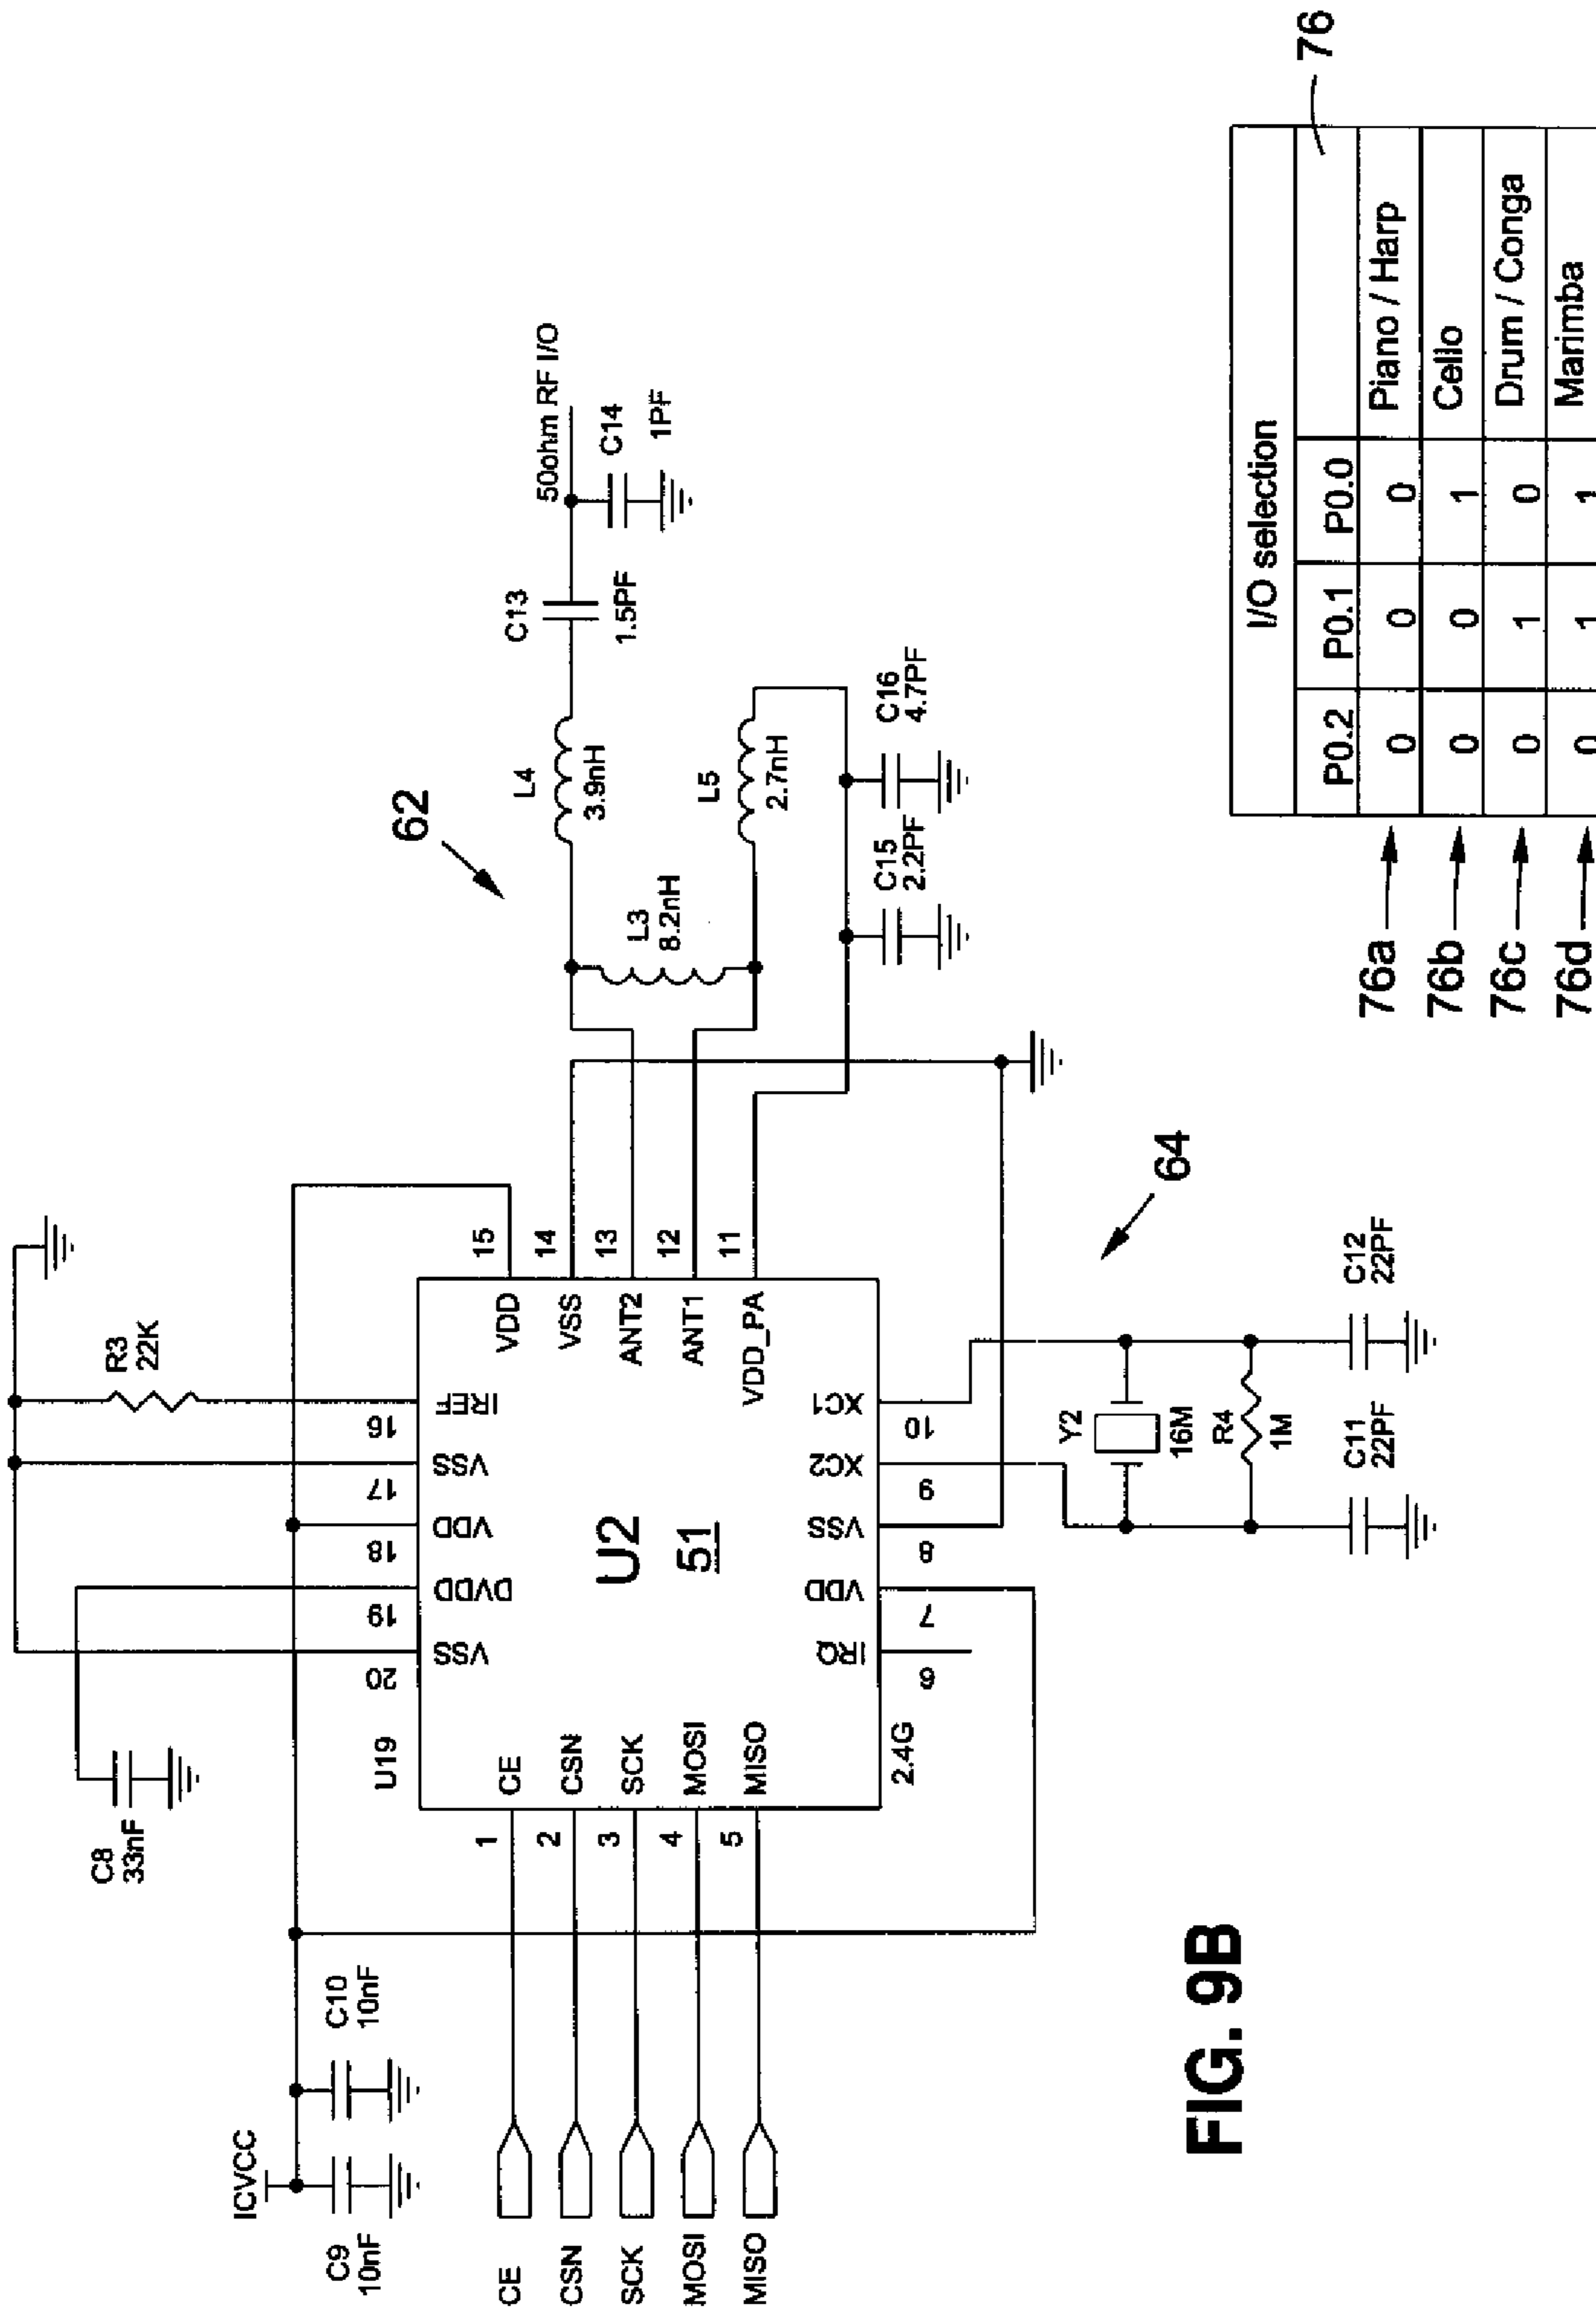 ICVCC
C9
10nF
C10
10nF
C8
33nF
R3
22K
CE
CSN
SCK
MOSI
MISO
1
2
3
4
5
U19
CE
CSN
SCK
MOSI
MISO
2.4G
20
19
18
17
16
VSS
DVDD
VDD
VSS
IREF
U2
51
IRQ
VDD
VSS
XC2
XC1
6
7
8
9
10
VDD
VSS
ANT2
ANT1
VDD_PA
15
14
13
12
11
62
L3
8.2nH
L4
3.9nH
C13
1.5PF
50ohm RF I/O
C14
1PF
L5
2.7nH
C15
2.2PF
C16
4.7PF
64
Y2
16M
R4
1M
C11
22PF
C12
22PF
FIG. 9B
76
I/O selection
P0.2 P0.1 P0.0
76a 0 0 0 Piano / Harp
76b 0 0 1 Cello
76c 0 1 0 Drum / Conga
76d 0 1 1 Marimba